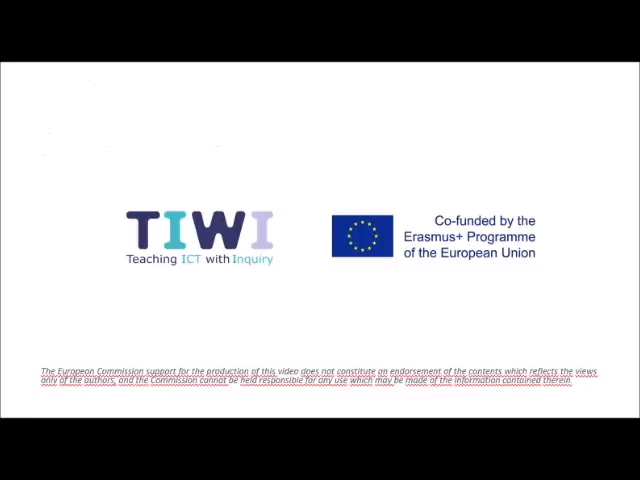 TIWI
Teaching ICT with Inquiry
Co-funded by the
Erasmus+ Programme
of the European Union
The European Commission support for the production of this video does not constitute an endorsement of the contents which reflects the views
only of the authors, and the Commission cannot be held responsible for any use which may be made of the information contained therein.